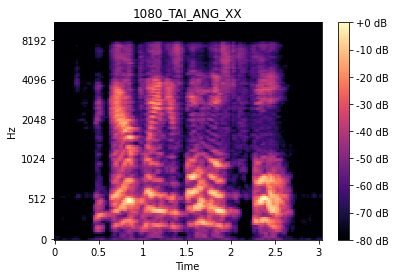 1080_TAI_ANG_XX
+0 dB
8192
-10 dB
4096
-20 dB
-30 dB
2048
Hz
-40 dB
1024
-50 dB
-60 dB
512
-70 dB
0
-80 dB
0 0.5 1 1.5 2 2.5 3
Time